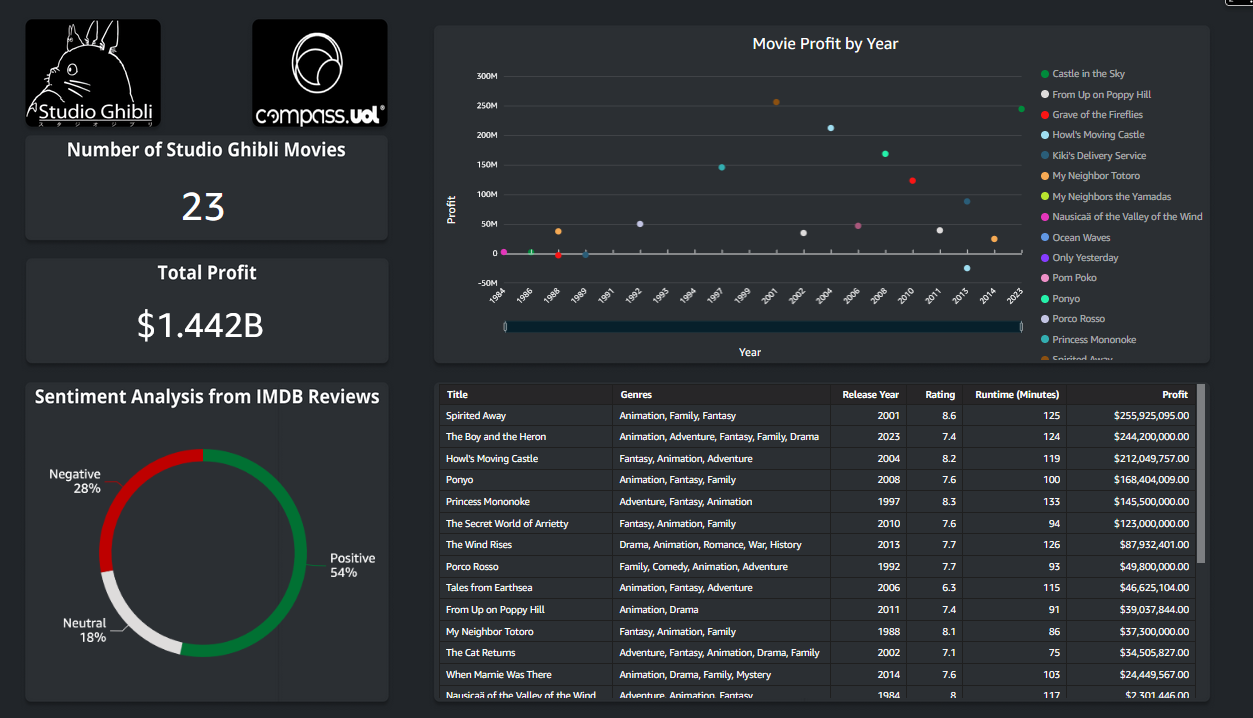 Studio Ghibli
スタジオジブリ
compass.uol
Number of Studio Ghibli Movies
23
Total Profit
$1.442B
Sentiment Analysis from IMDB Reviews
Negative
28%
Positive
54%
Neutral
18%
Movie Profit by Year
300M
250M
200M
150M
100M
50M
0
-50M
Profit
1984 1986 1988 1989 1991 1992 1993 1994 1997 1999 2001 2002 2004 2006 2008 2010 2011 2013 2014 2023
Year
Castle in the Sky
From Up on Poppy Hill
Grave of the Fireflies
Howl's Moving Castle
Kiki's Delivery Service
My Neighbor Totoro
My Neighbors the Yamadas
Nausicaä of the Valley of the Wind
Ocean Waves
Only Yesterday
Pom Poko
Ponyo
Porco Rosso
Princess Mononoke
Spirited Away
Title Genres Release Year Rating Runtime (Minutes) Profit
Spirited Away Animation, Family, Fantasy 2001 8.6 125 $255,925,095.00
The Boy and the Heron Animation, Adventure, Fantasy, Family, Drama 2023 7.4 124 $244,200,000.00
Howl's Moving Castle Fantasy, Animation, Adventure 2004 8.2 119 $212,049,757.00
Ponyo Animation, Fantasy, Family 2008 7.6 100 $168,404,009.00
Princess Mononoke Adventure, Fantasy, Animation 1997 8.3 133 $145,500,000.00
The Secret World of Arrietty Fantasy, Animation, Family 2010 7.6 94 $123,000,000.00
The Wind Rises Drama, Animation, Romance, War, History 2013 7.7 126 $87,932,401.00
Porco Rosso Family, Comedy, Animation, Adventure 1992 7.7 93 $49,800,000.00
Tales from Earthsea Animation, Fantasy, Adventure 2006 6.3 115 $46,625,104.00
From Up on Poppy Hill Animation, Drama 2011 7.4 91 $39,037,844.00
My Neighbor Totoro Fantasy, Animation, Family 1988 8.1 86 $37,300,000.00
The Cat Returns Adventure, Fantasy, Animation, Drama, Family 2002 7.1 75 $34,505,827.00
When Marnie Was There Animation, Drama, Family, Mystery 2014 7.6 103 $24,449,567.00
Nausicaä of the Valley of the Wind Adventure, Animation, Fantasy 1984 8 117 $2,301,446.00